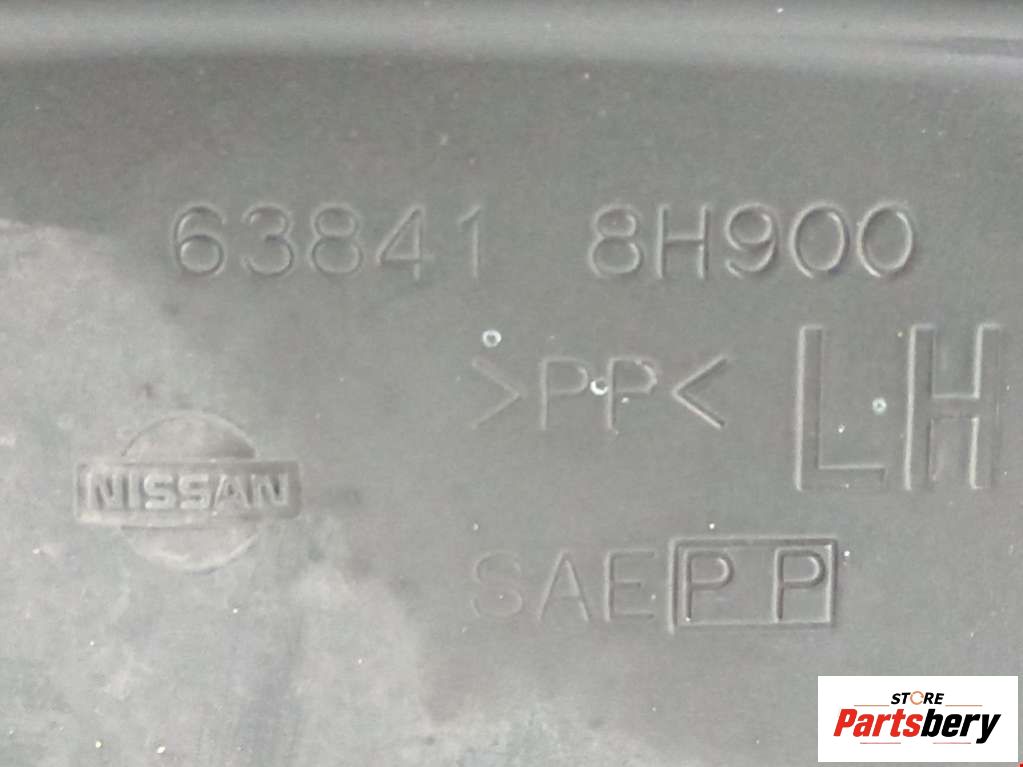 63841 8H900
>PP< LH
NISSAN
SAE PP
STORE
Partsbery